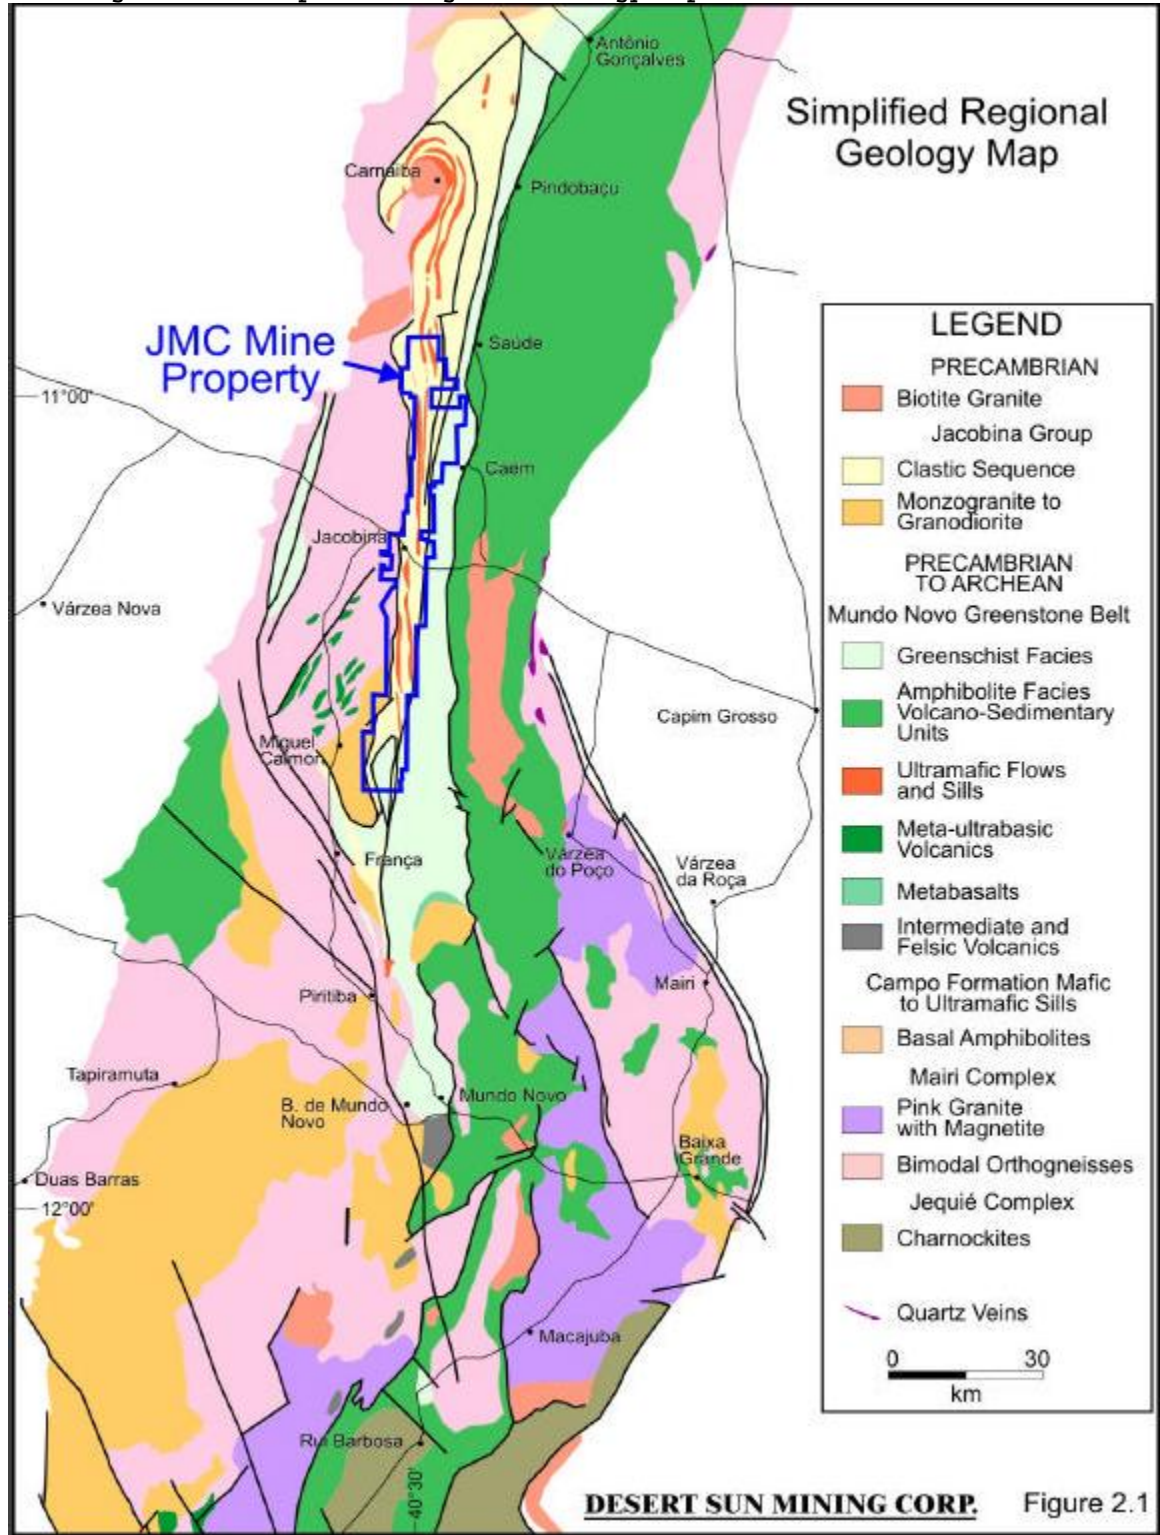 Antônio
Gonçalves
Simplified Regional
Geology Map
Carnaíba
Pindobaçu
JMC Mine
Property
Saúde
11°00'
Caem
Jacobina
Várzea Nova
Capim Grosso
Miguel
Calmon
França
Várzea
do Poço
Várzea
da Roça
Piritiba
Mairi
Tapiramuta
B. de Mundo
Novo
Mundo Novo
Baixa
Grande
Duas Barras
12°00'
Macajuba
Rui Barbosa
40°30'
LEGEND
PRECAMBRIAN
Biotite Granite
Jacobina Group
Clastic Sequence
Monzogranite to
Granodiorite
PRECAMBRIAN
TO ARCHEAN
Mundo Novo Greenstone Belt
Greenschist Facies
Amphibolite Facies
Volcano-Sedimentary
Units
Ultramafic Flows
and Sills
Meta-ultrabasic
Volcanics
Metabasalts
Intermediate and
Felsic Volcanics
Campo Formation Mafic
to Ultramafic Sills
Basal Amphibolites
Mairi Complex
Pink Granite
with Magnetite
Bimodal Orthogneisses
Jequié Complex
Charnockites
Quartz Veins
0 30
km
DESERT SUN MINING CORP. Figure 2.1